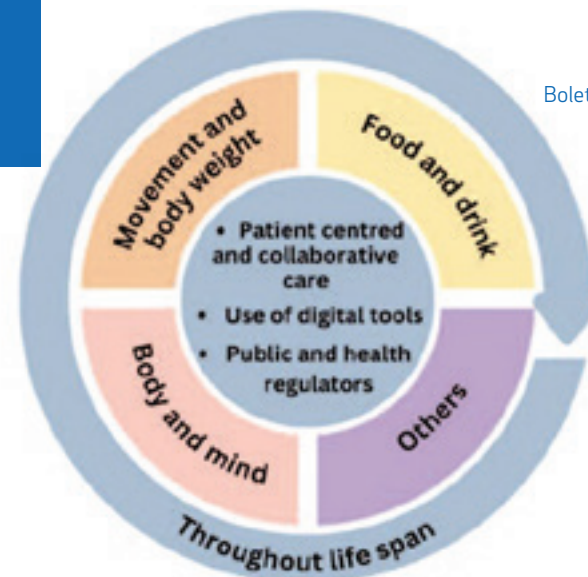 Bolet
Movement and
body weight
Food and drink
• Patient centred
and collaborative
care
• Use of digital tools
• Public and health
regulators
Body and mind
Others
Throughout life span